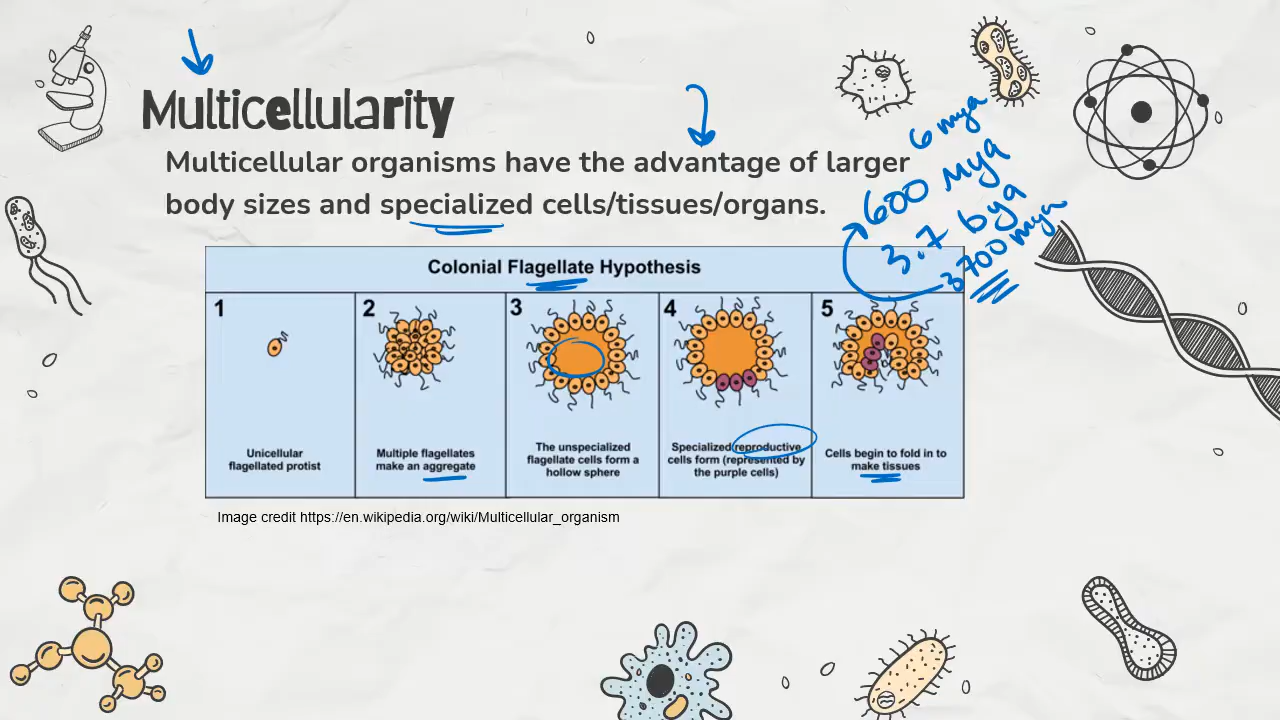 Multicellularity
Multicellular organisms have the advantage of larger
body sizes and specialized cells/tissues/organs.
6 mya
600 Mya
3.7 bya
3700 mya
Colonial Flagellate Hypothesis
1
Unicellular
flagellated protist
2
Multiple flagellates
make an aggregate
3
The unspecialized
flagellate cells form a
hollow sphere
4
Specialized reproductive
cells form (represented by
the purple cells)
5
Cells begin to fold in to
make tissues
Image credit https://en.wikipedia.org/wiki/Multicellular_organism